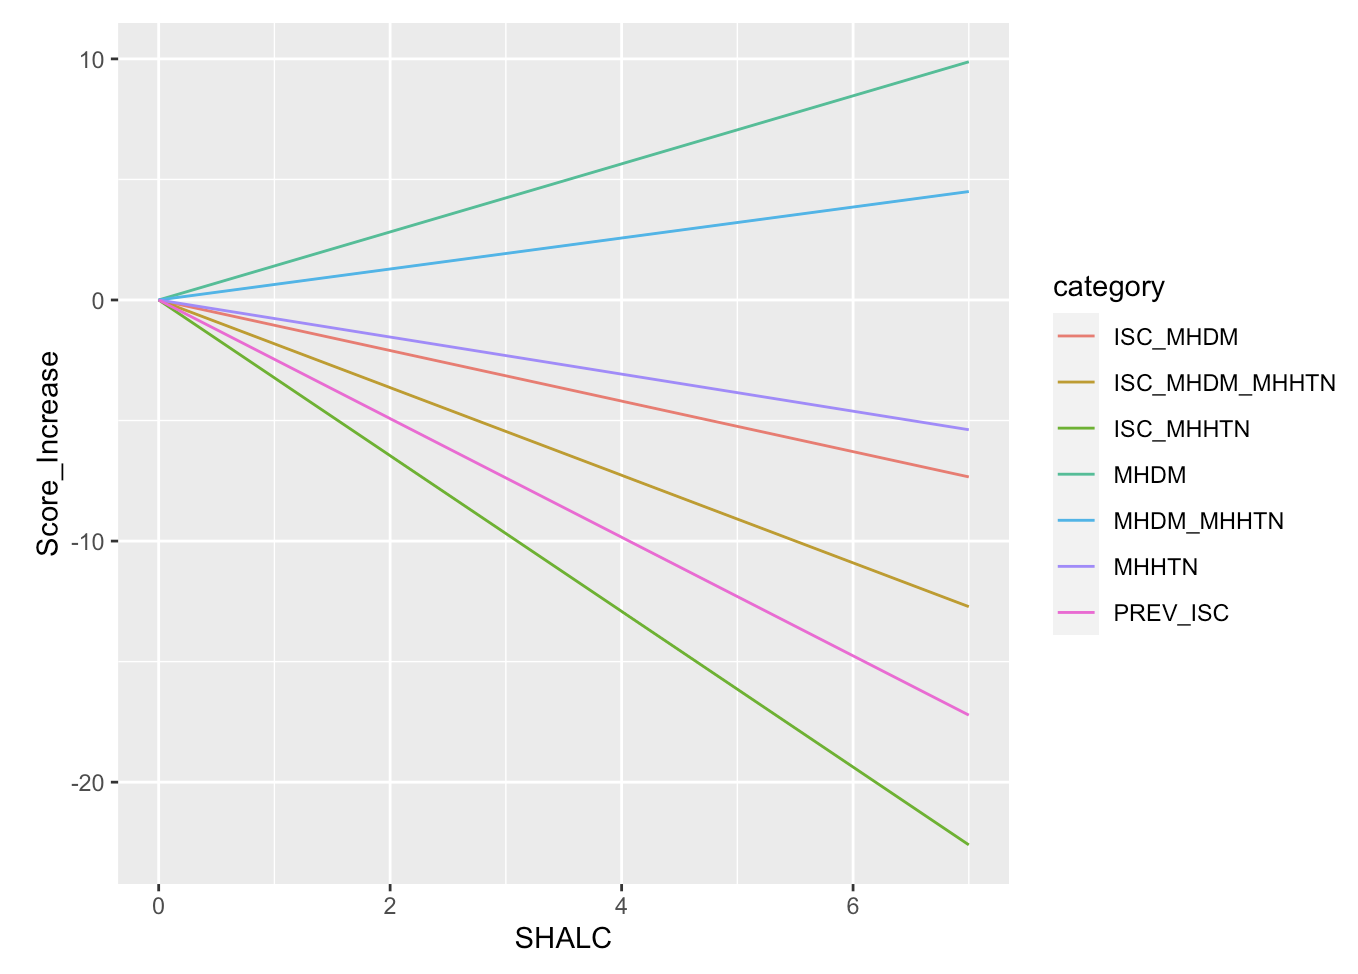 10
0
-10
-20
Score_Increase
0 2 4 6
SHALC
category
ISC_MHDM
ISC_MHDM_MHHTN
ISC_MHHTN
MHDM
MHDM_MHHTN
MHHTN
PREV_ISC